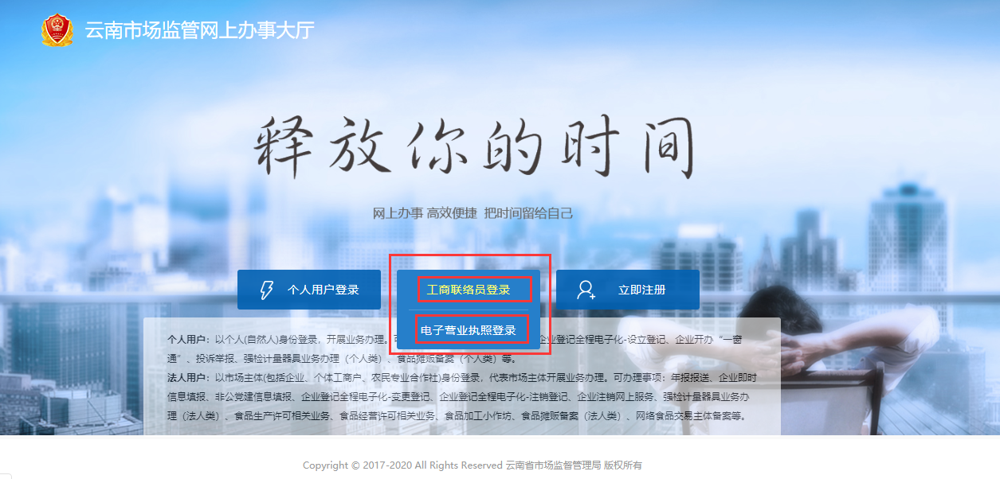 云南市场监管网上办事大厅
释放你的时间
网上办事 高效便捷 把时间留给自己
个人用户登录
工商联络员登录
立即注册
电子营业执照登录
个人用户：以个人(自然人)身份登录，开展业务办理。 企业登记全程电子化-设立登记、企业开办“一窗
通”、投诉举报、强检计量器具业务办理（个人类）、食品摊贩备案（个人类）等。
法人用户：以市场主体(包括企业、个体工商户、农民专业合作社)身份登录，代表市场主体开展业务办理。可办理事项：年报报送、企业即时
信息填报、非公党建信息填报、企业登记全程电子化-变更登记、企业登记全程电子化-注销登记、企业注销网上服务、强检计量器具业务办
理（法人类）、食品生产许可相关业务、食品经营许可相关业务、食品加工小作坊、食品摊贩备案（法人类）、网络食品交易主体备案等。
Copyright © 2017-2020 All Rights Reserved 云南省市场监督管理局 版权所有